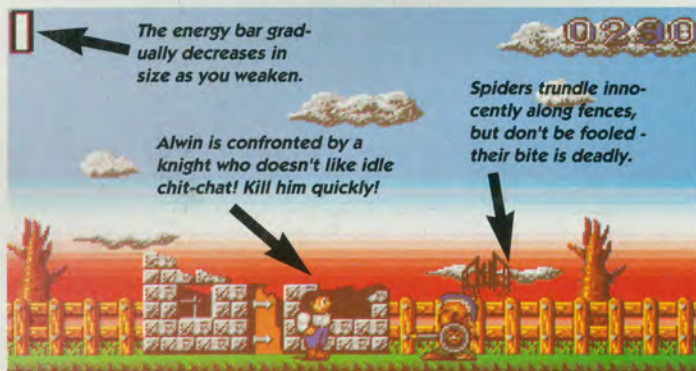 The energy bar grad-
ually decreases in
size as you weaken.
0290
Spiders trundle inno-
cently along fences,
but don't be fooled -
their bite is deadly.
Alwin is confronted by a
knight who doesn't like idle
chit-chat! Kill him quickly!